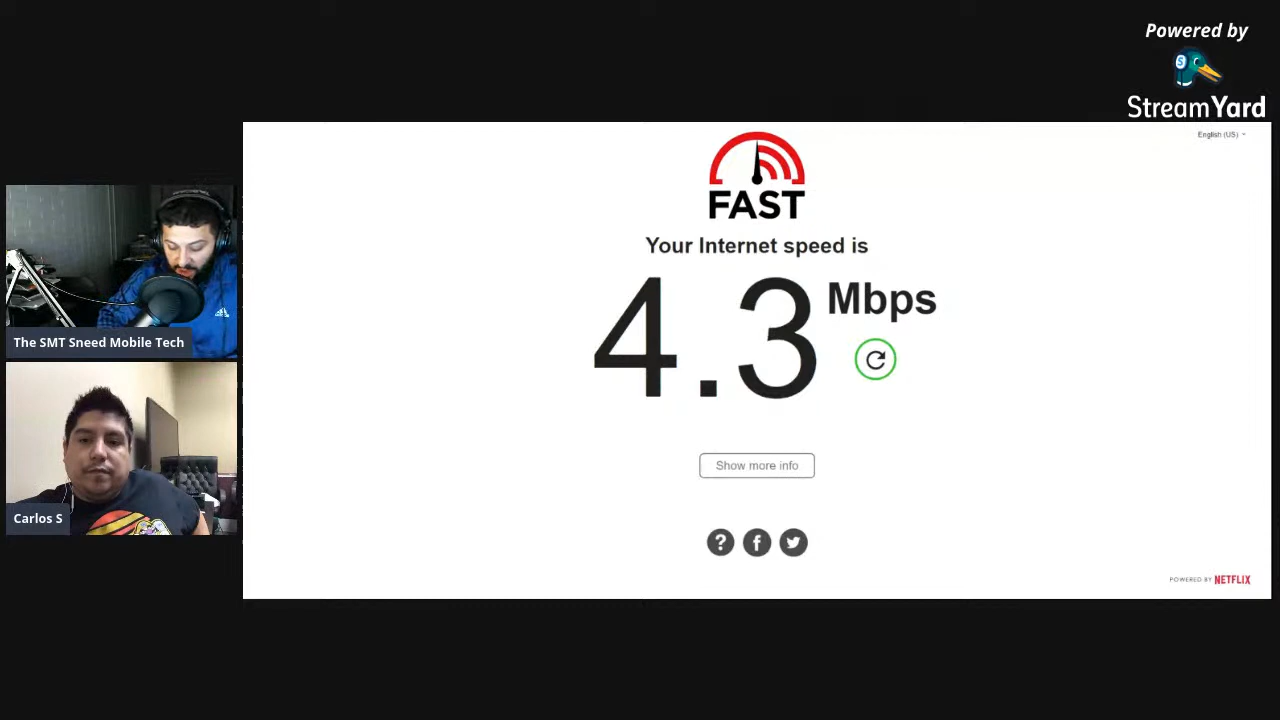 Powered by
S
StreamYard
English (US)
FAST
Your Internet speed is
4.3 Mbps
Show more info
?
f
POWERED BY NETFLIX
The SMT Sneed Mobile Tech
Carlos S